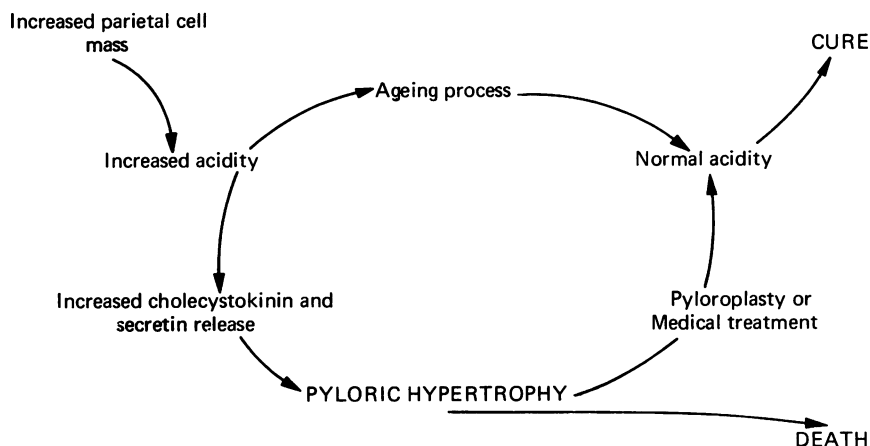 Increased parietal cell
mass
CURE
Ageing process
Increased acidity
Normal acidity
Increased cholecystokinin and
secretin release
Pyloroplasty or
Medical treatment
PYLORIC HYPERTROPHY
DEATH